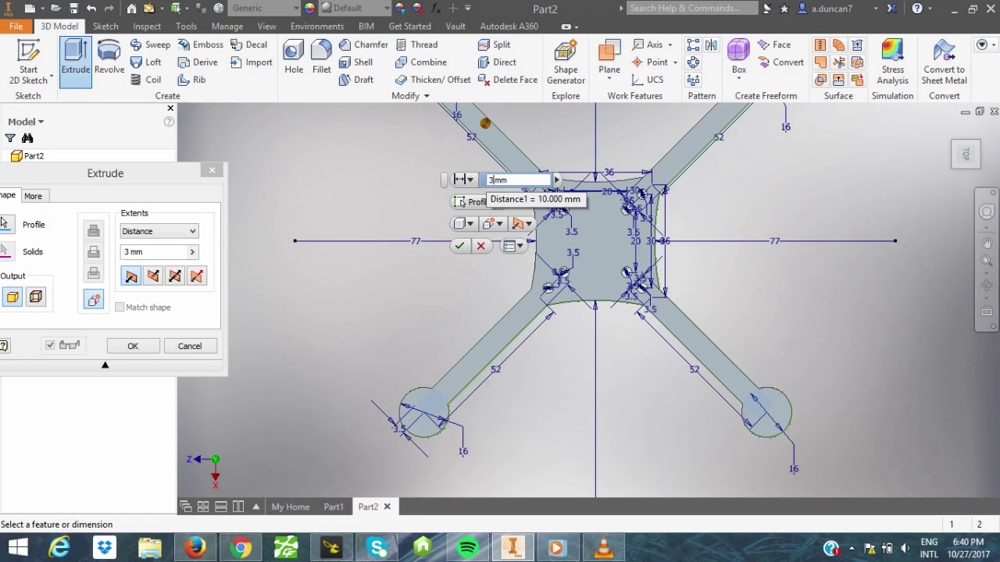 PRO
Generic
Default
fx
Part2
Search Help & Commands...
a.duncan7
File
3D Model
Sketch
Inspect
Tools
Manage
View
Environments
BIM
Get Started
Vault
Autodesk A360
Start
2D Sketch
Extrude
Revolve
Sweep
Loft
Coil
Emboss
Derive
Rib
Decal
Import
Hole
Fillet
Chamfer
Shell
Draft
Thread
Combine
Thicken/ Offset
Split
Direct
Delete Face
Shape
Generator
Plane
Axis
Point
UCS
Box
Face
Convert
Stress
Analysis
Convert to
Sheet Metal
Sketch
Create
Modify
Explore
Work Features
Pattern
Create Freeform
Surface
Simulation
Convert
Model
Part2
Extrude
hape
More
Profile
Solids
Output
Extents
Distance
3 mm
Match shape
OK
Cancel
16
52
52
16
36
3mm
Distance1 = 10.000 mm
Profil
20
30
3.5
3.5
3.5
77
20
30
36
77
3.5
3.5
3.5
3.5
3.5
52
52
3.5
16
16
TOP
Z
X
My Home
Part1
Part2
Select a feature or dimension
1
2
PRO
ENG
INTL
6:40 PM
10/27/2017